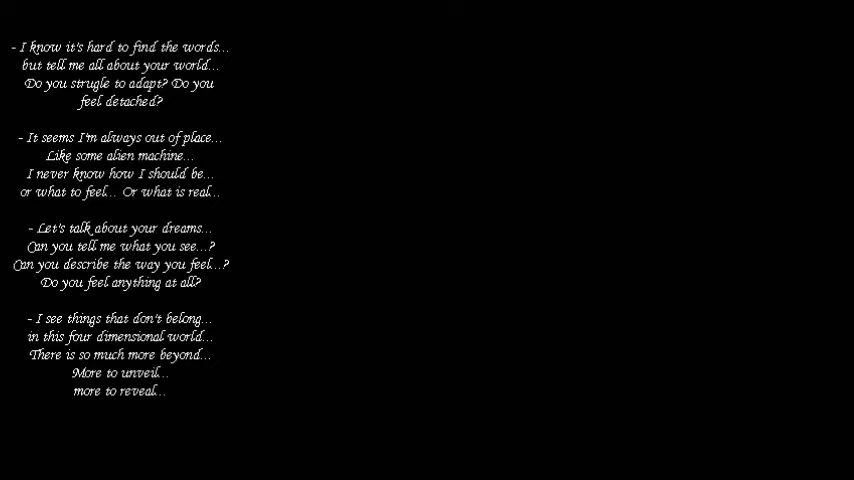 - I know it's hard to find the words...
but tell me all about your world...
Do you strugle to adapt? Do you
feel detached?
- It seems I'm always out of place...
Like some alien machine...
I never know how I should be...
or what to feel... Or what is real...
- Let's talk about your dreams...
Can you tell me what you see...?
Can you describe the way you feel...?
Do you feel anything at all?
- I see things that don't belong...
in this four dimensional world...
There is so much more beyond...
More to unveil...
more to reveal...